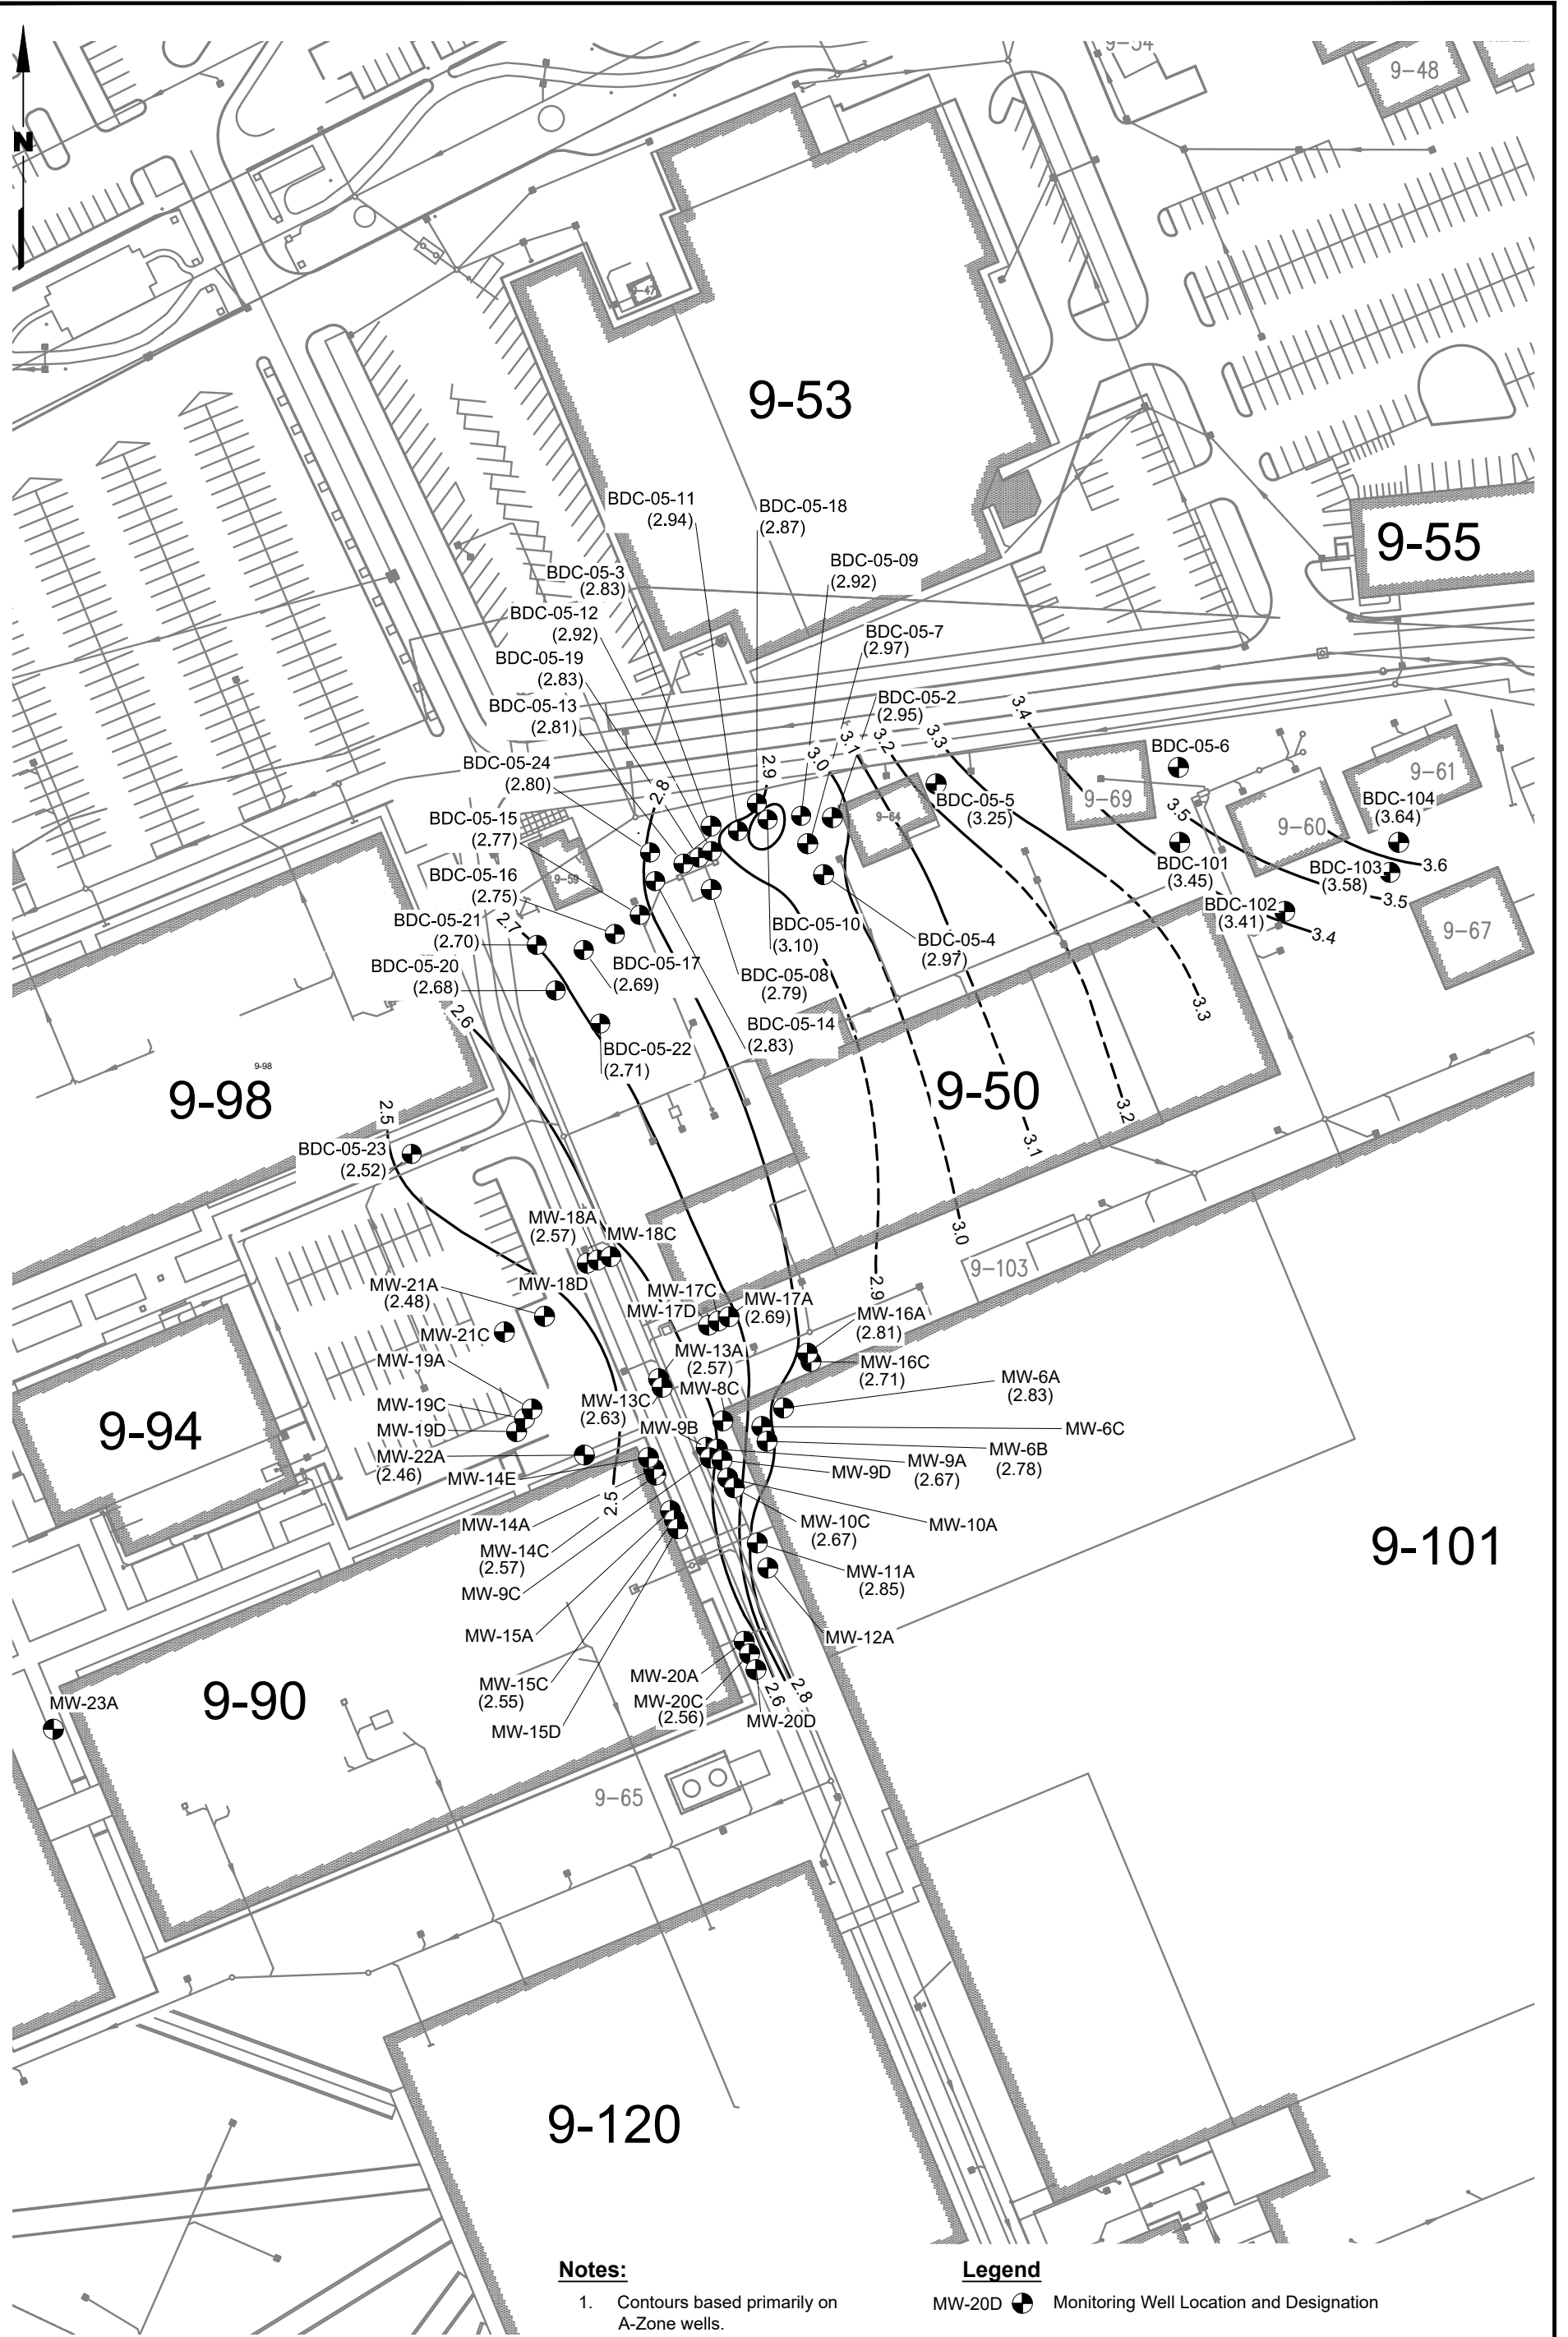 9-54
9-48
N
9-47
9-53
BDC-05-11
(2.94)
BDC-05-18
(2.87)
9-55
BDC-05-09
(2.92)
BDC-05-3
(2.83)
BDC-05-12
(2.92)
BDC-05-7
(2.97)
BDC-05-19
(2.83)
BDC-05-2
(2.95)
BDC-05-13
(2.81)
3.4
3.3
3.2
3.1
3.0
2.9
2.8
BDC-05-6
BDC-05-24
(2.80)
9-61
9-69
BDC-05-5
(3.25)
BDC-104
(3.64)
3.5
9-60
9-64
BDC-05-15
(2.77)
BDC-101
(3.45)
3.6
BDC-103
(3.58)
3.5
9-59
BDC-05-16
(2.75)
BDC-102
(3.41)
3.4
9-67
BDC-05-21
(2.70)
2.7
BDC-05-10
(3.10)
BDC-05-4
(2.97)
BDC-05-20
(2.68)
BDC-05-17
(2.69)
BDC-05-08
(2.79)
2.6
3.3
BDC-05-14
(2.83)
BDC-05-22
(2.71)
9-98
9-98
9-50
2.5
3.2
3.1
BDC-05-23
(2.52)
MW-18A
(2.57)
MW-18C
3.0
9-103
MW-18D
MW-21A
(2.48)
MW-17C
MW-17D
MW-17A
(2.69)
2.9
MW-16A
(2.81)
MW-21C
MW-13A
(2.57)
MW-19A
MW-16C
(2.71)
MW-8C
MW-6A
(2.83)
MW-19C
MW-13C
(2.63)
MW-19D
MW-9B
MW-6C
9-94
MW-22A
(2.46)
MW-6B
(2.78)
MW-9A
(2.67)
MW-9D
MW-14E
2.5
MW-14A
MW-10C
(2.67)
MW-10A
MW-14C
(2.57)
9-101
MW-11A
(2.85)
MW-9C
MW-15A
MW-12A
MW-15C
(2.55)
MW-20A
MW-23A
9-90
MW-20C
(2.56)
2.6
2.8
MW-15D
MW-20D
9-65
9-120
Notes:
1. Contours based primarily on
A-Zone wells.
Legend
MW-20D Monitoring Well Location and Designation